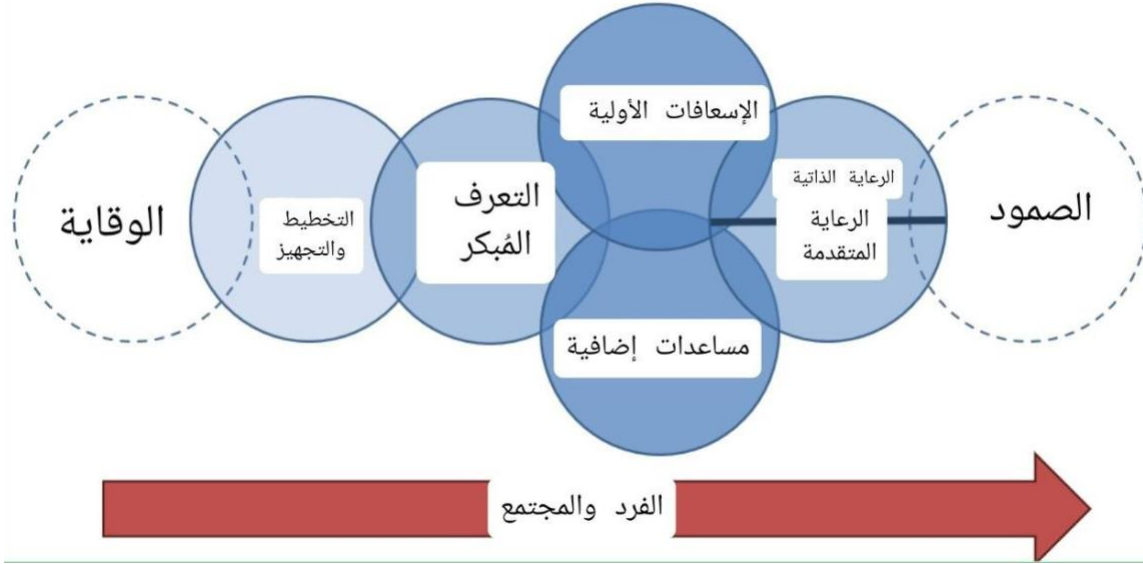 الوقاية
التخطيط
والتجهيز
التعرف
المُبكر
الإسعافات الأولية
مساعدات إضافية
الرعاية الذاتية
الرعاية
المتقدمة
الصمود
الفرد والمجتمع